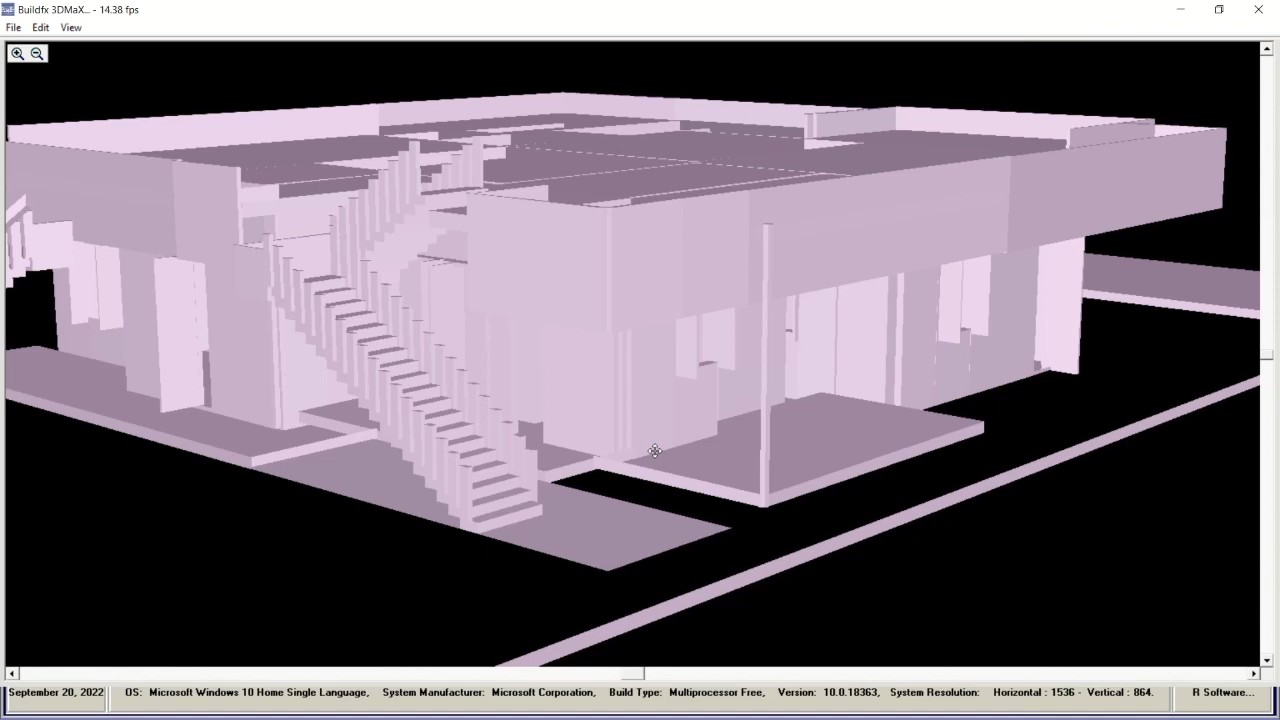 Buildfx 3DMaX... - 14.38 fps
File Edit View
September 20, 2022 OS: Microsoft Windows 10 Home Single Language, System Manufacturer: Microsoft Corporation, Build Type: Multiprocessor Free, Version: 10.0.18363, System Resolution: Horizontal : 1536 - Vertical : 864. R Software...